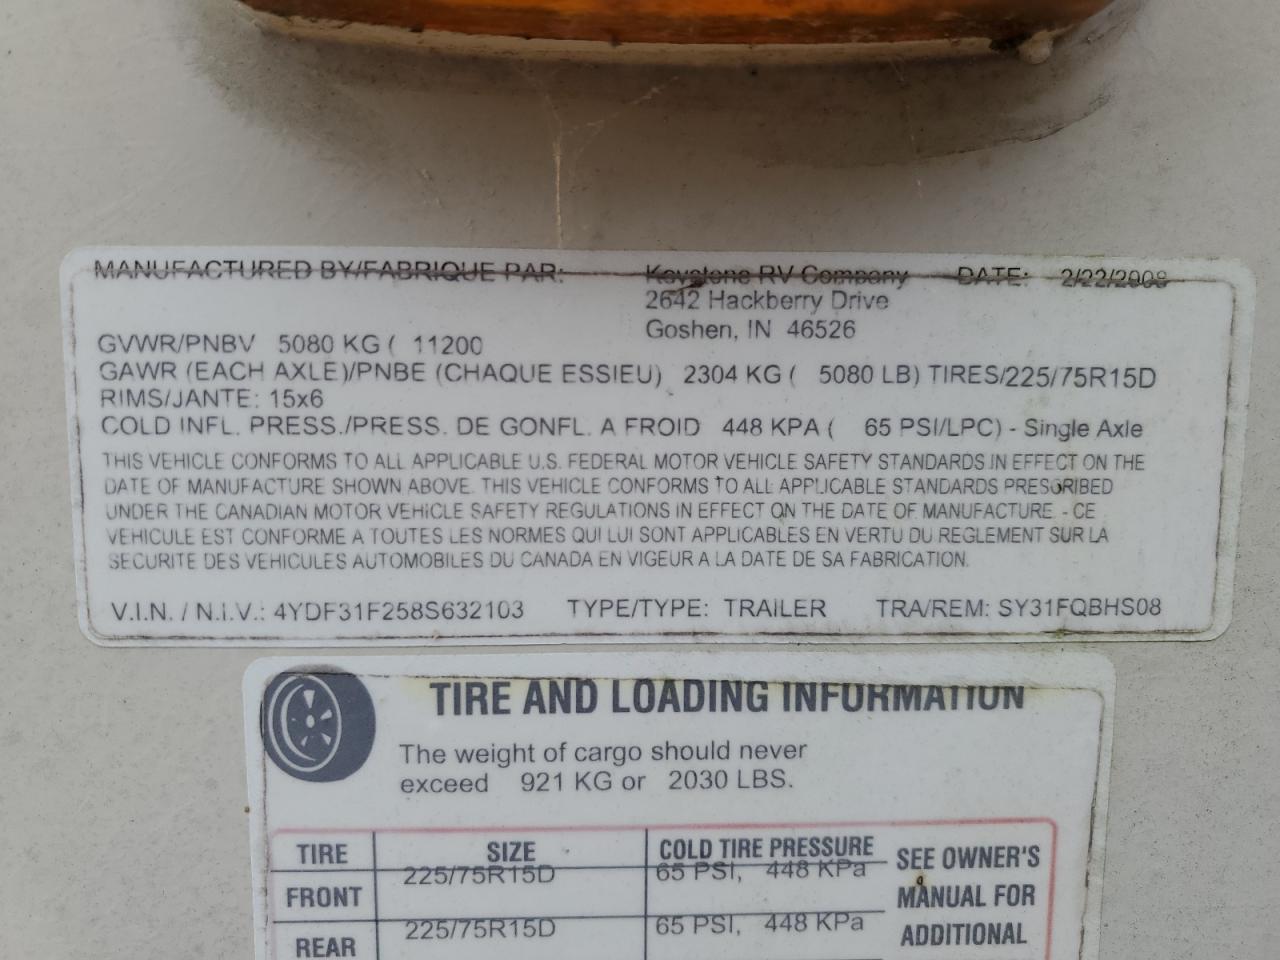 MANUFACTURED BY/FABRIQUE PAR: Keystone RV Company DATE: 2/22/2008
2642 Hackberry Drive
Goshen, IN 46526
GVWR/PNBV 5080 KG ( 11200
GAWR (EACH AXLE)/PNBE (CHAQUE ESSIEU) 2304 KG ( 5080 LB) TIRES/225/75R15D
RIMS/JANTE: 15x6
COLD INFL. PRESS./PRESS. DE GONFL. A FROID 448 KPA ( 65 PSI/LPC) - Single Axle
THIS VEHICLE CONFORMS TO ALL APPLICABLE U.S. FEDERAL MOTOR VEHICLE SAFETY STANDARDS IN EFFECT ON THE
DATE OF MANUFACTURE SHOWN ABOVE. THIS VEHICLE CONFORMS TO ALL APPLICABLE STANDARDS PRESCRIBED
UNDER THE CANADIAN MOTOR VEHICLE SAFETY REGULATIONS IN EFFECT ON THE DATE OF MANUFACTURE. - CE
VEHICULE EST CONFORME A TOUTES LES NORMES QUI LUI SONT APPLICABLES EN VERTU DU REGLEMENT SUR LA
SECURITE DES VEHICULES AUTOMOBILES DU CANADA EN VIGEUR A LA DATE DE SA FABRICATION.
V.I.N. / N.I.V.: 4YDF31F258S632103 TYPE/TYPE: TRAILER TRA/REM: SY31FQBHS08
TIRE AND LOADING INFORMATION
The weight of cargo should never
exceed 921 KG or 2030 LBS.
TIRE SIZE COLD TIRE PRESSURE
FRONT 225/75R15D 65 PSI, 448 KPa
REAR 225/75R15D 65 PSI, 448 KPa
SEE OWNER'S
MANUAL FOR
ADDITIONAL